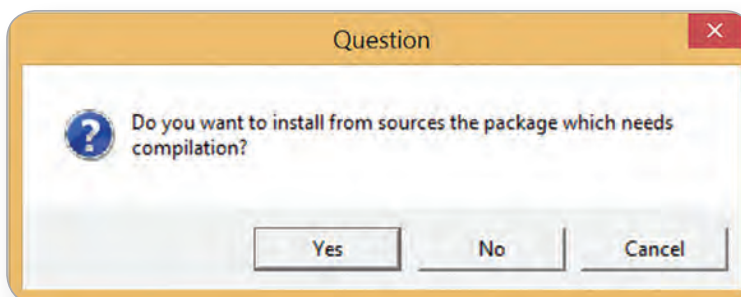 Question
Do you want to install from sources the package which needs
compilation?
Yes
No
Cancel